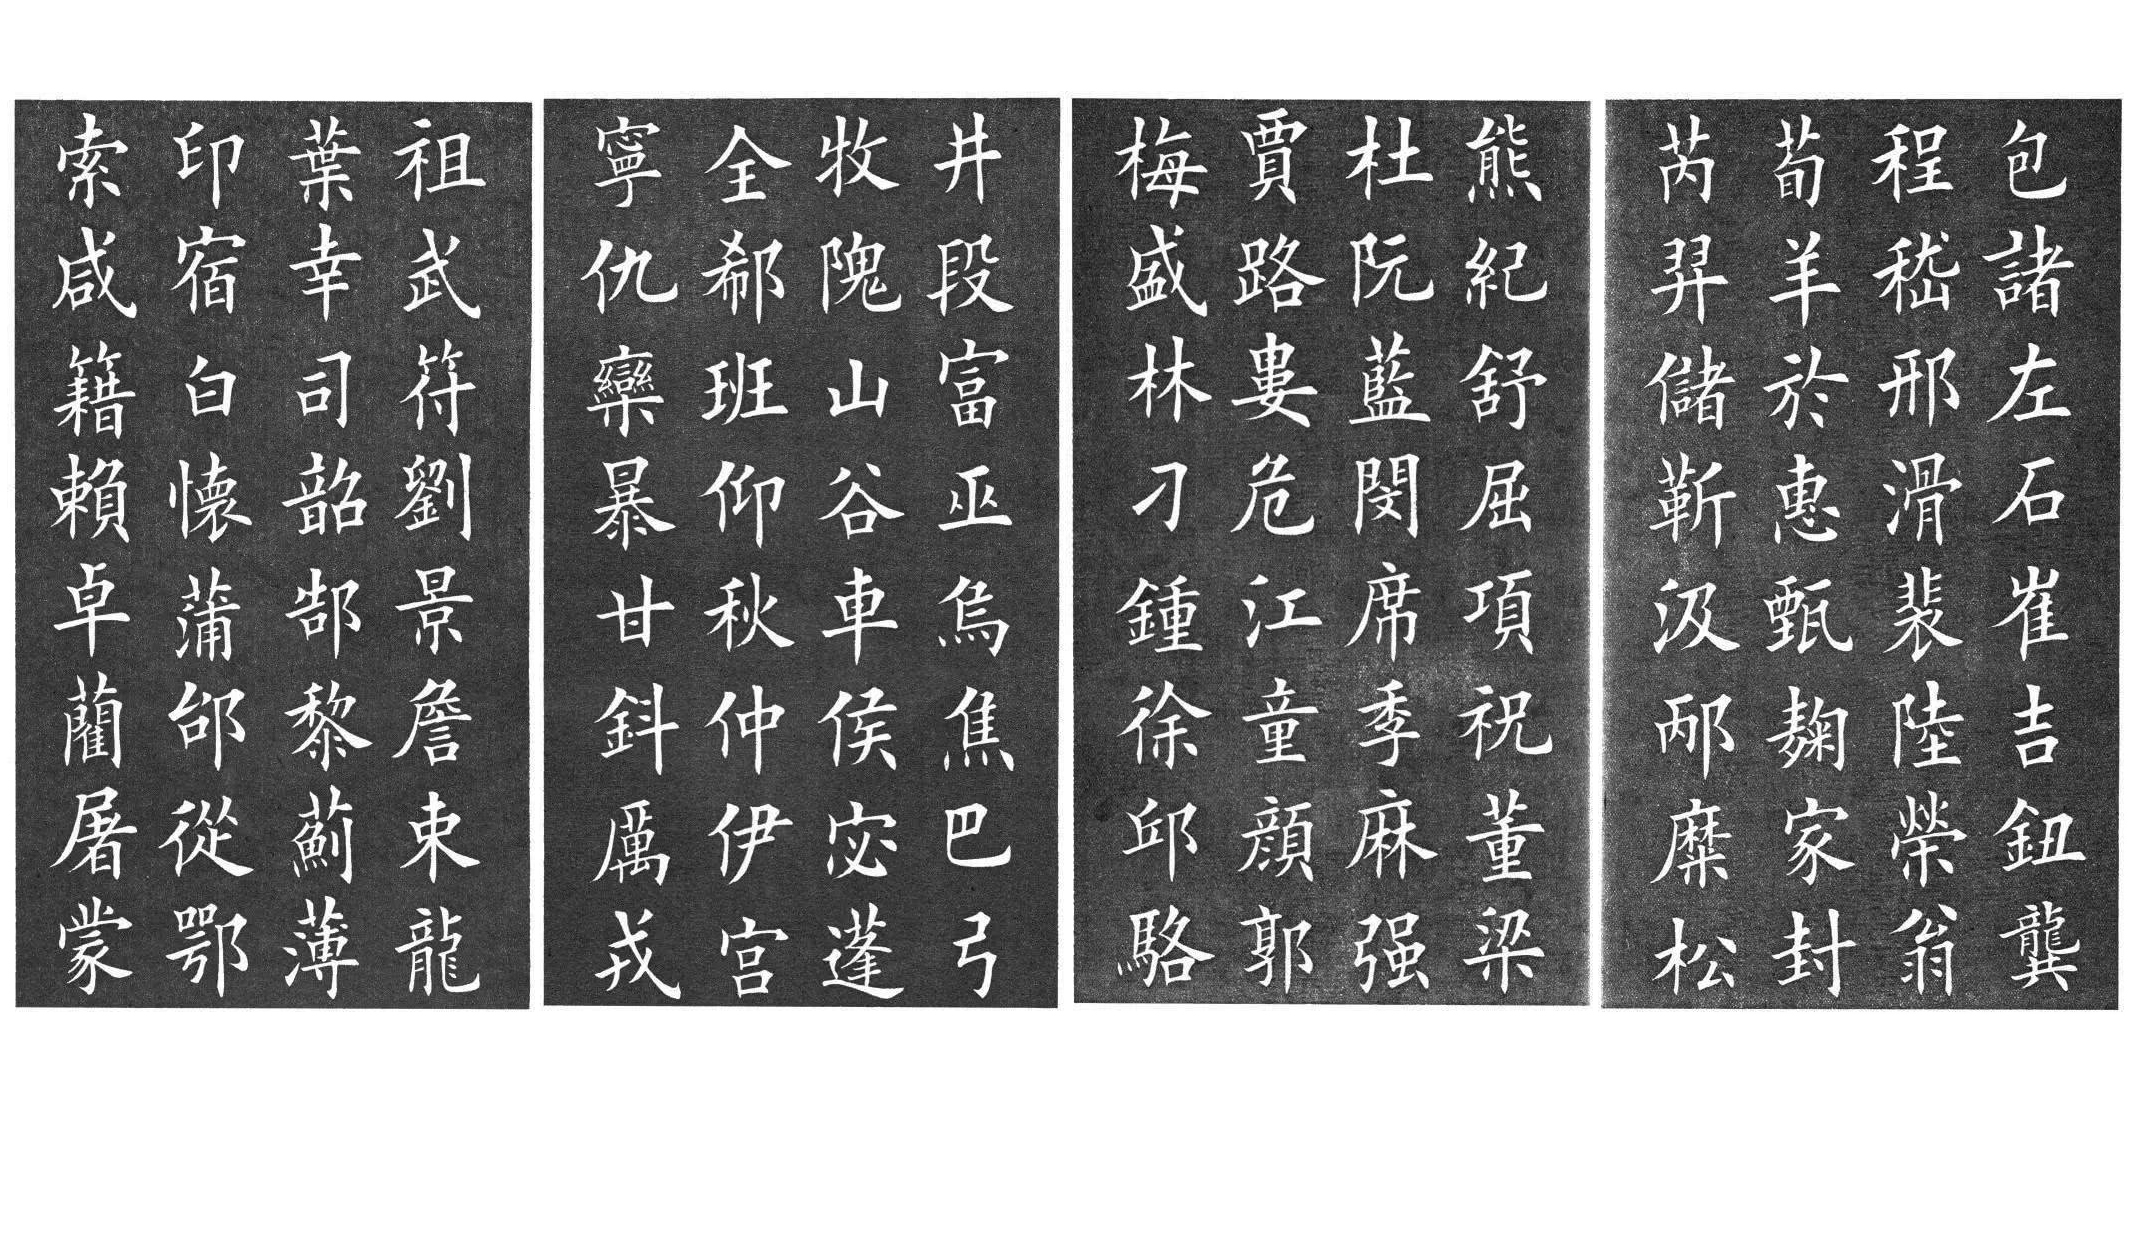 包諸左石崔吉鈕龔
程嵇邢滑裴陸榮翁
荀羊於惠甄麴家封
芮羿儲靳汲邴糜松
熊紀舒屈項祝董梁
杜阮藍閔席季麻强
賈路婁危江童顔郭
梅盛林刁鍾徐邱駱
井段富巫烏焦巴弓
牧隗山谷車侯宓蓬
全郗班仰秋仲伊宫
寧仇欒暴甘鈄厲戎
祖武符劉景詹束龍
葉幸司韶郜黎薊薄
印宿白懷蒲邰從鄂
索咸籍賴卓藺屠蒙